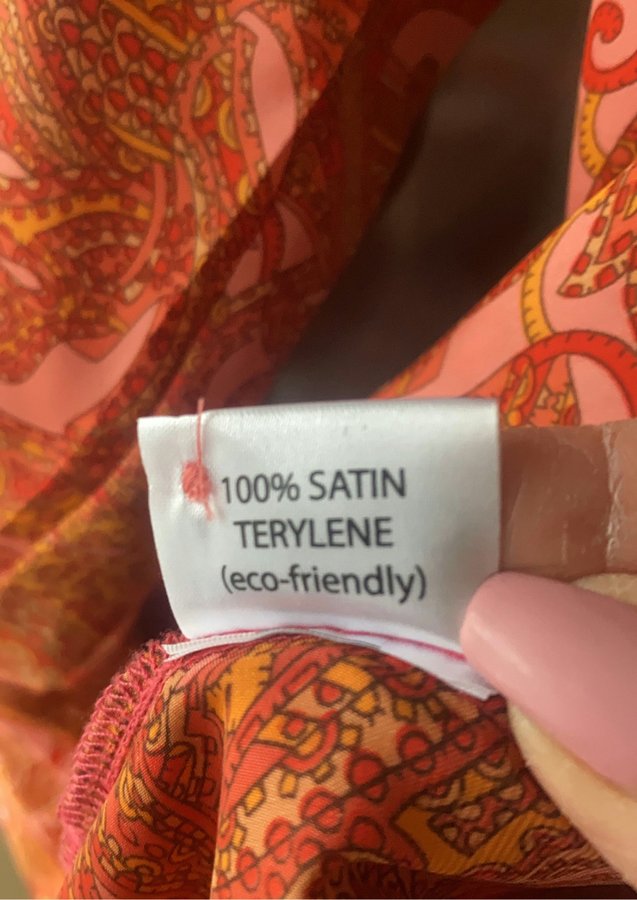 100% SATIN
TERYLENE
(eco-friendly)